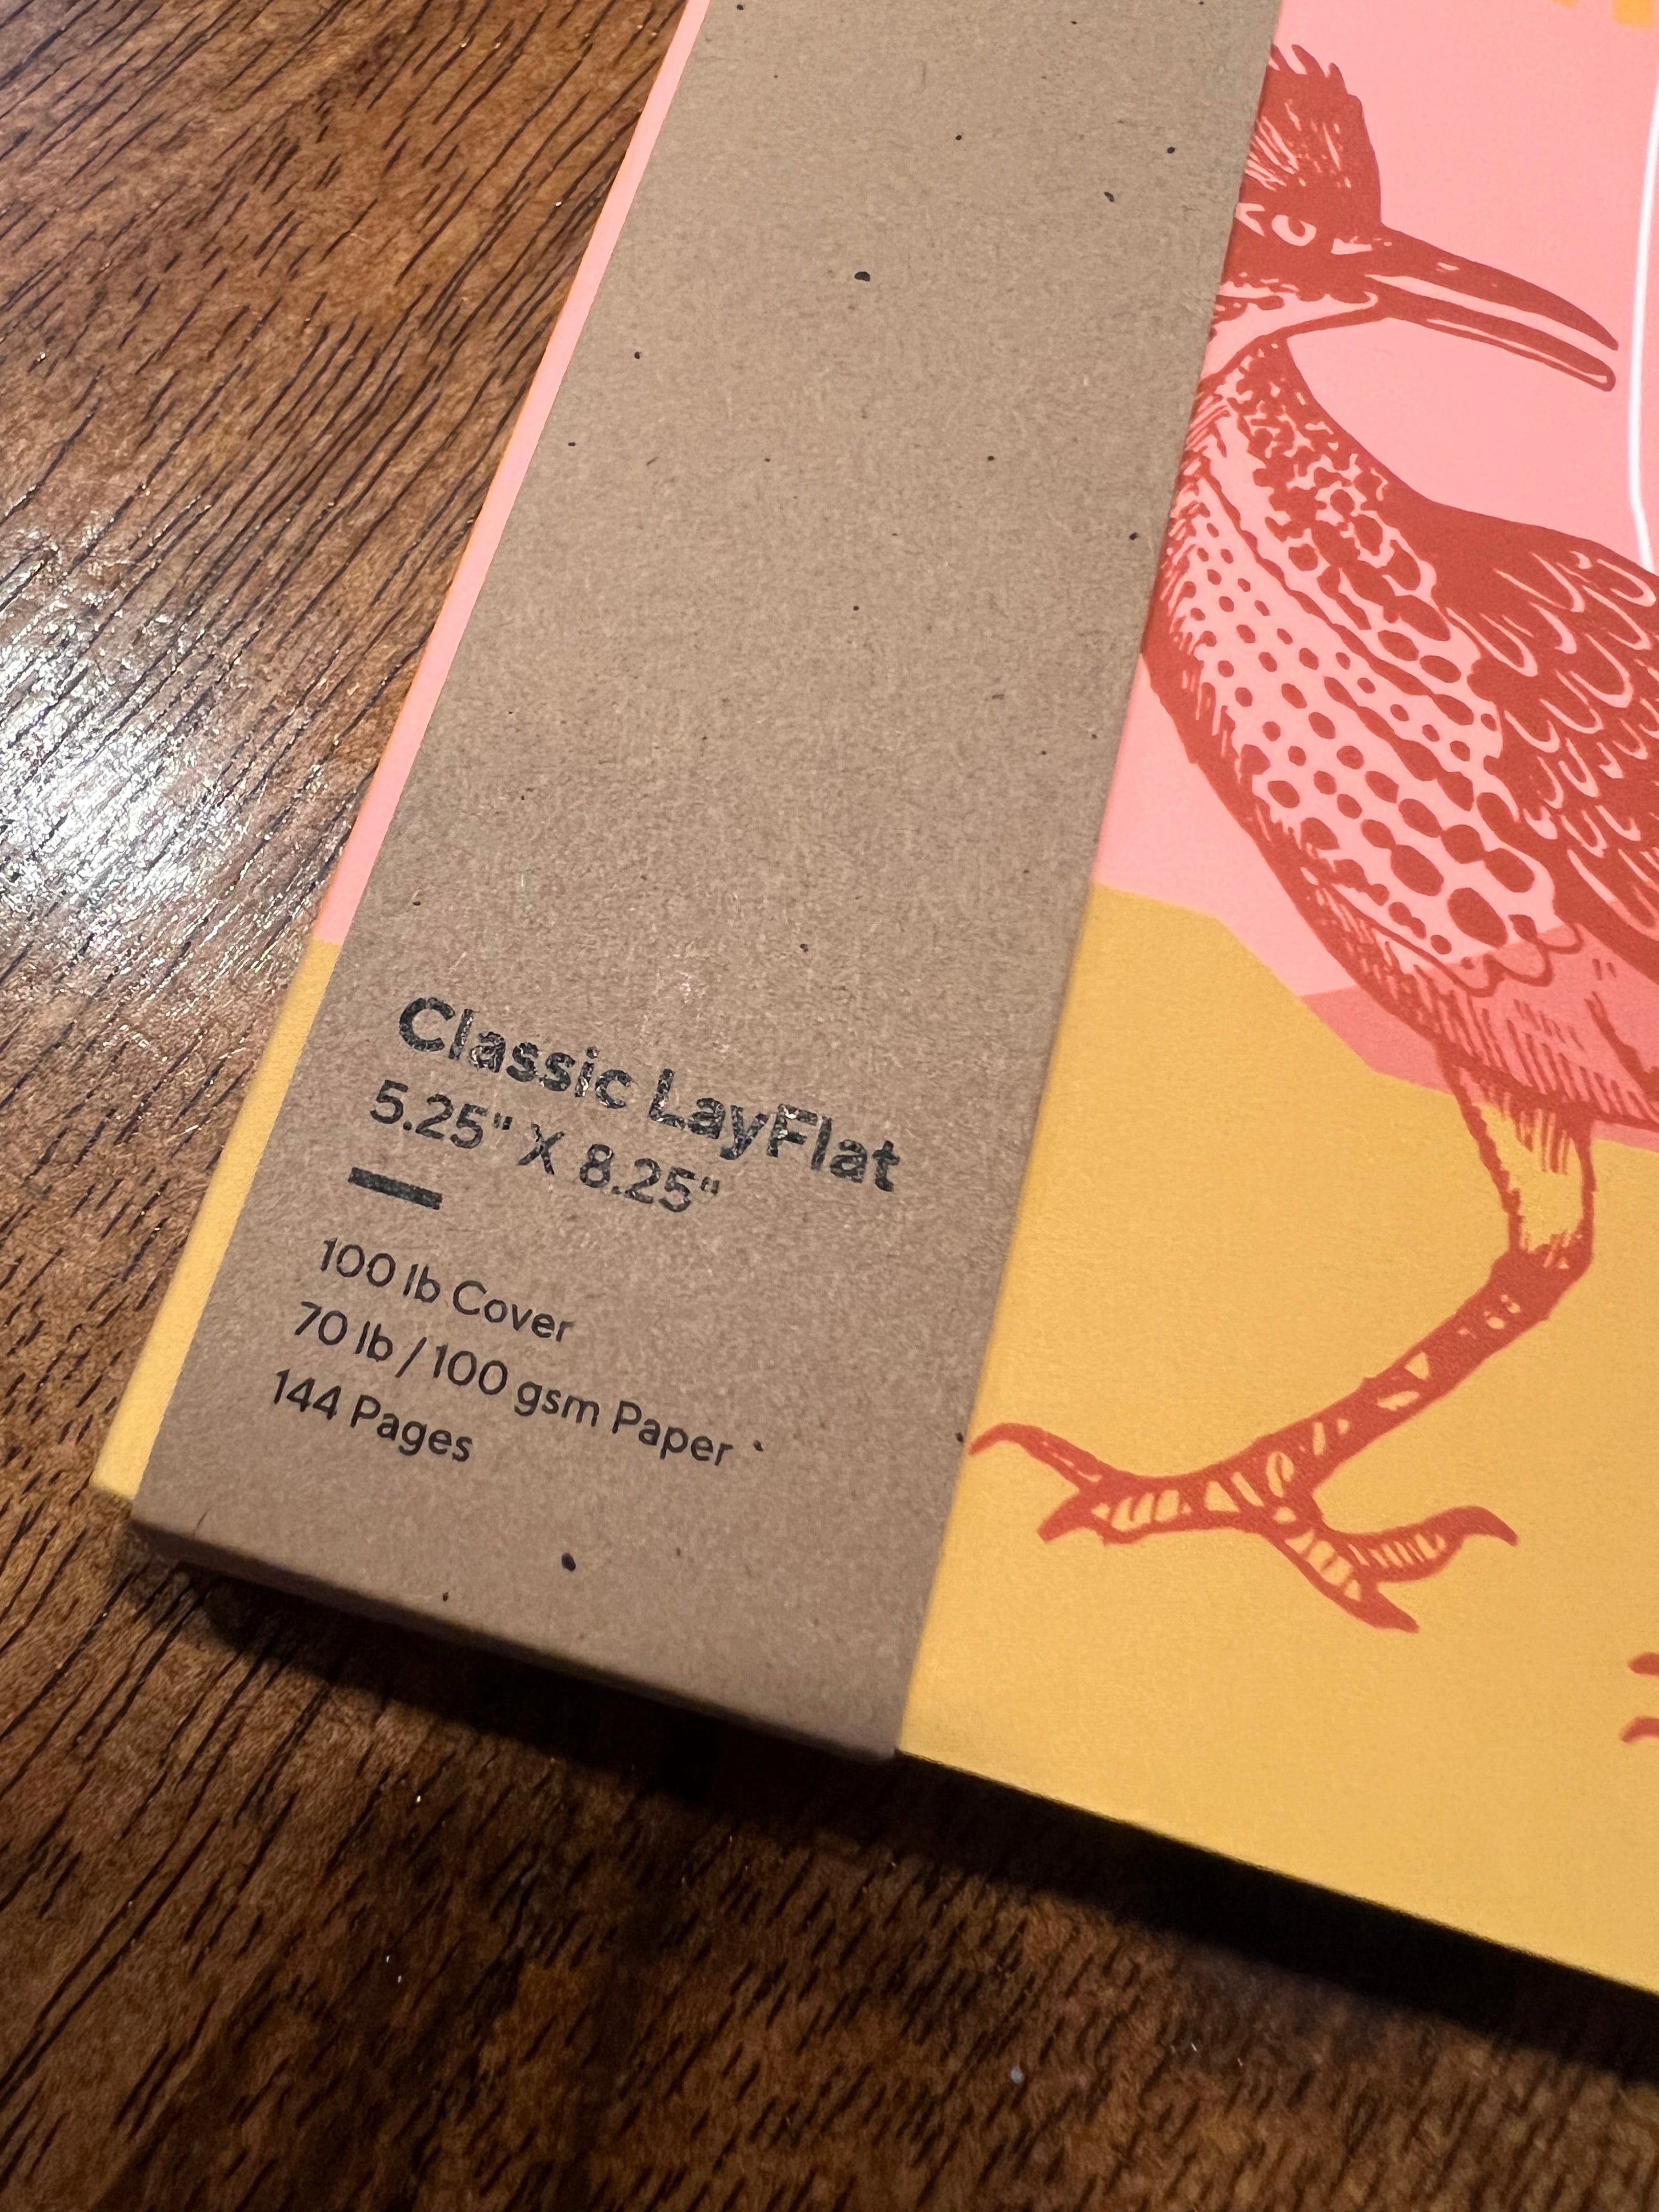 Classic LayFlat
5.25" X 8.25"
100 lb Cover
70 lb / 100 gsm Paper
144 Pages